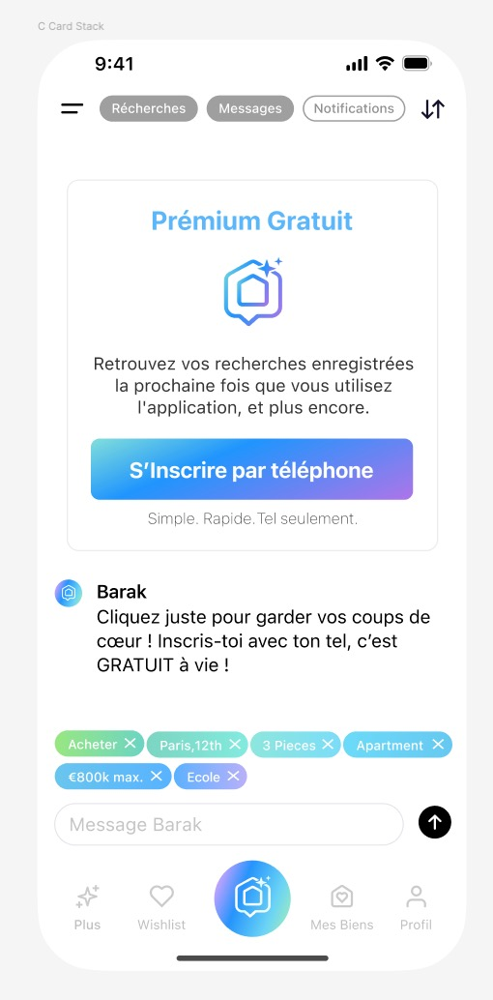 C Card Stack
9:41
Récherches Messages Notifications
Prémium Gratuit
Retrouvez vos recherches enregistrées
la prochaine fois que vous utilisez
l'application, et plus encore.
S’Inscrire par téléphone
Simple. Rapide. Tel seulement.
Barak
Cliquez juste pour garder vos coups de
cœur ! Inscris-toi avec ton tel, c’est
GRATUIT à vie !
Acheter Paris,12th 3 Pieces Apartment
€800k max. Ecole
Message Barak
Plus Wishlist Mes Biens Profil